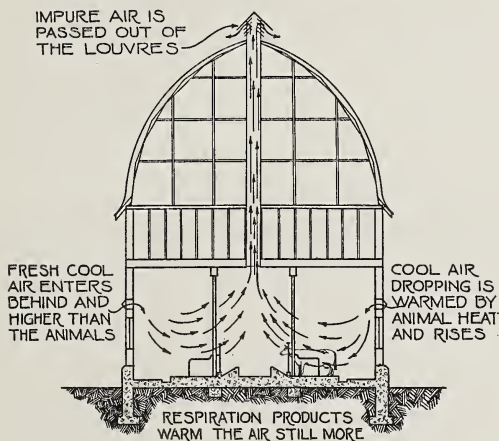 IMPURE AIR IS
PASSED OUT OF
THE LOUVRES
FRESH COOL
AIR ENTERS
BEHIND AND
HIGHER THAN
THE ANIMALS
COOL AIR
DROPPING IS
WARMED BY
ANIMAL HEAT
AND RISES
RESPIRATION PRODUCTS
WARM THE AIR STILL MORE